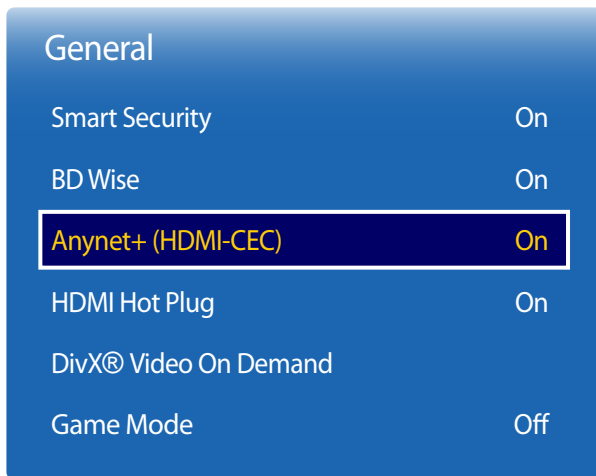 General
Smart Security On
BD Wise On
Anynet+ (HDMI-CEC) On
HDMI Hot Plug On
DivX® Video On Demand
Game Mode Off